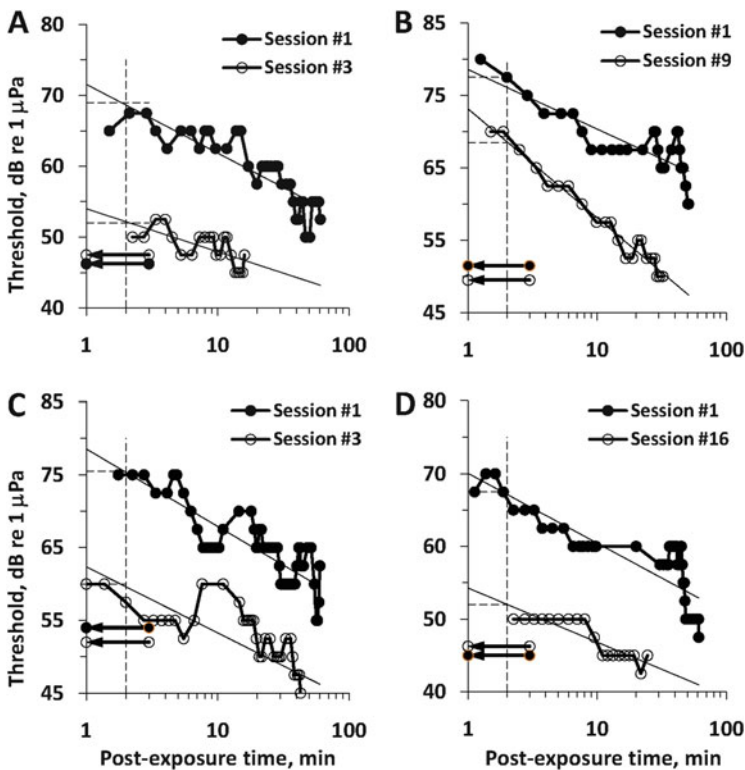 A
70
Session #1
Session #3
60
50
40
1
10
100
Threshold, dB re 1 µPa
B
85
Session #1
Session #9
75
65
55
45
1
10
100
C
85
Session #1
Session #3
75
65
55
45
1
10
100
Threshold, dB re 1 µPa
Post-exposure time, min
D
80
Session #1
Session #16
70
60
50
40
1
10
100
Post-exposure time, min